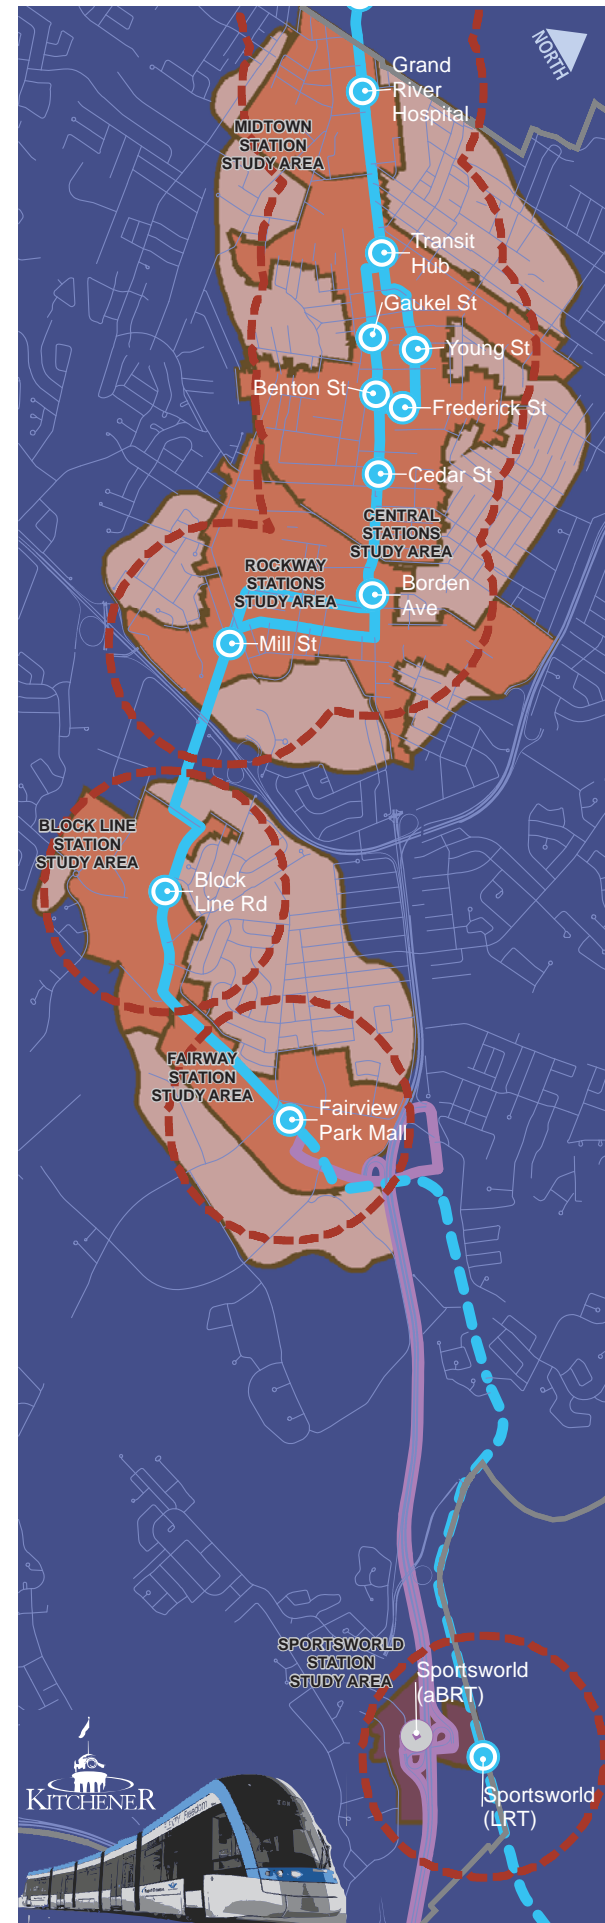 NORTH
Grand
River
Hospital
MIDTOWN
STATION
STUDY AREA
Transit
Hub
Gaukel St
Young St
Benton St
Frederick St
Cedar St
CENTRAL
STATIONS
STUDY AREA
ROCKWAY
STATIONS
STUDY AREA
Borden
Ave
Mill St
BLOCK LINE
STATION
STUDY AREA
Block
Line Rd
FAIRWAY
STATION
STUDY AREA
Fairview
Park Mall
SPORTSWORLD
STATION
STUDY AREA
Sportsworld
(aBRT)
Sportsworld
(LRT)
KITCHENER